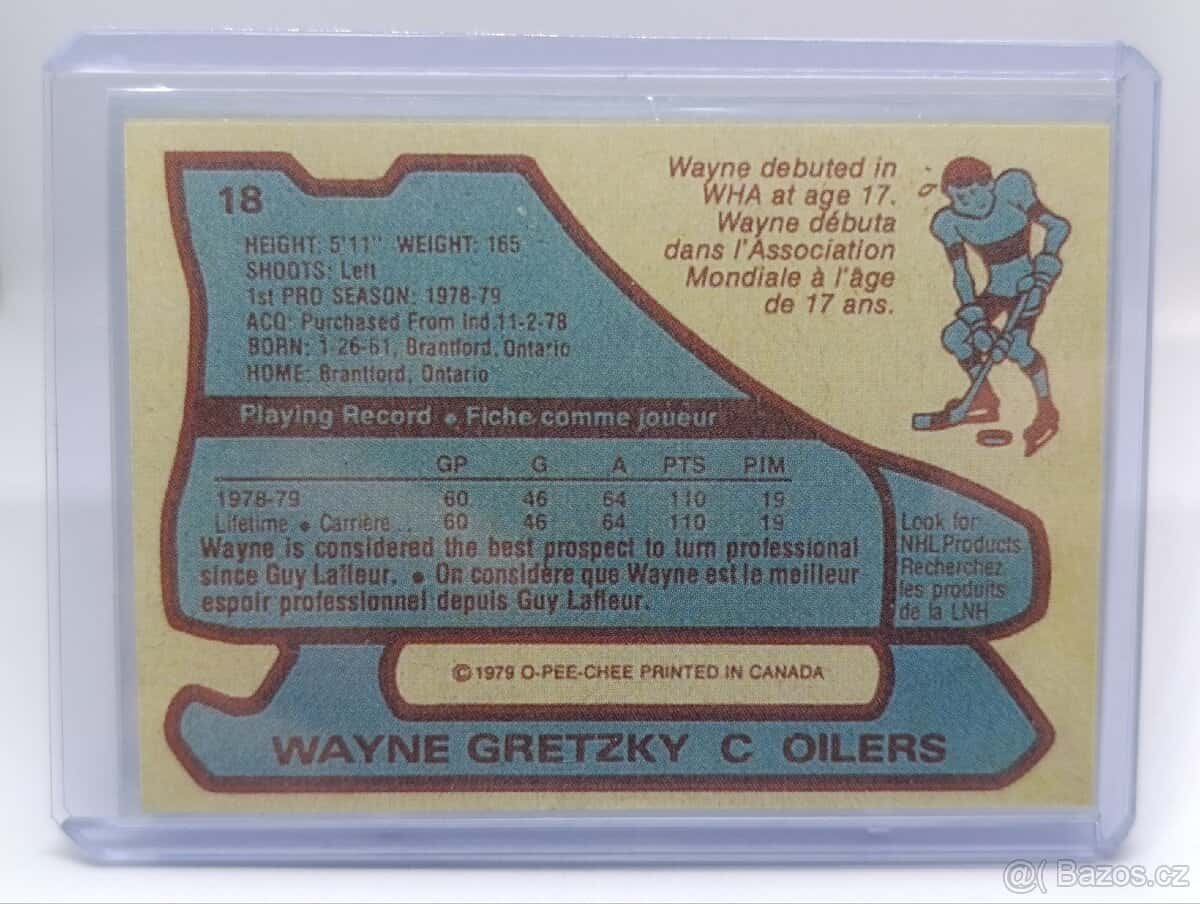 18
HEIGHT: 5'11" WEIGHT: 165
SHOOTS: Left
1st PRO SEASON: 1978-79
ACQ: Purchased From Ind. 11-2-78
BORN: 1-26-61, Brantford, Ontario
HOME: Brantford, Ontario
Wayne debuted in
WHA at age 17.
Wayne débuta
dans l'Association
Mondiale à l'âge
de 17 ans.
Playing Record • Fiche comme joueur
GP G A PTS PIM
1978-79 60 46 64 110 19
Lifetime • Carrière.. 60 46 64 110 19
Wayne is considered the best prospect to turn professional
since Guy Lafleur. • On considère que Wayne est le meilleur
espoir professionnel depuis Guy Lafleur.
Look for
NHL Products
Recherchez
les produits
de la LNH
© 1979 O-PEE-CHEE PRINTED IN CANADA
WAYNE GRETZKY C OILERS
@( Bazos.cz